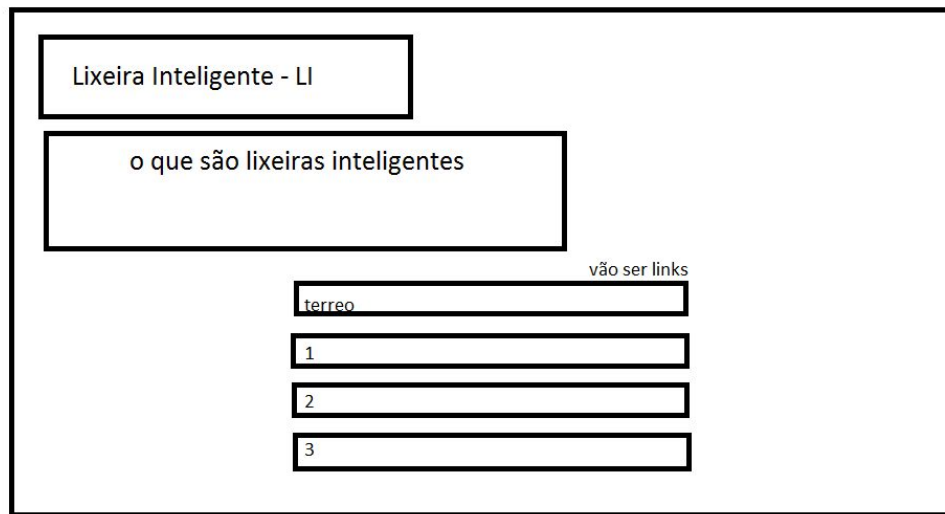 Lixeira Inteligente - LI
o que são lixeiras inteligentes
vão ser links
terreo
1
2
3